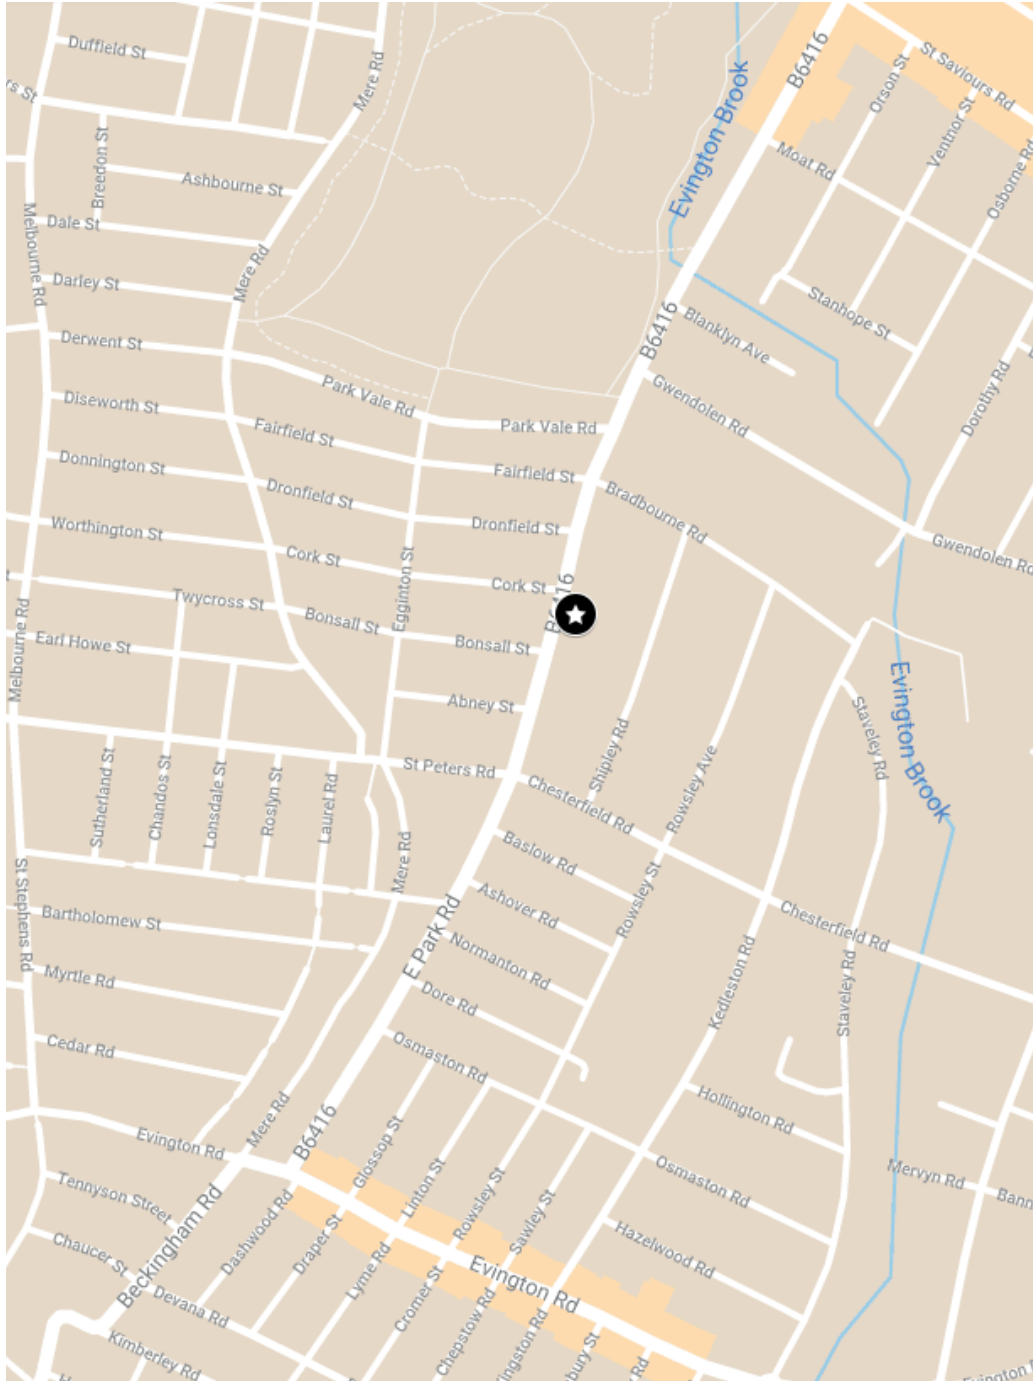 Duffield St
Mere Rd
Evington Brook
B6416
Orson St
St Saviours Rd
Ventnor St
Osborne Rd
Moat Rd
Breedon St
Ashbourne St
Dale St
Melbourne Rd
Mere Rd
Darley St
Stanhope St
B6416
Blanklyn Ave
Derwent St
Park Vale Rd
Park Vale Rd
Gwendolen Rd
Dorothy Rd
Diseworth St
Fairfield St
Fairfield St
Donnington St
Dronfield St
Dronfield St
Bradbourne Rd
Worthington St
Cork St
Cork St
Gwendolen Rd
Egginton St
B6416
Twycross St
Bonsall St
Bonsall St
Earl Howe St
Melbourne Rd
Abney St
Evington Brook
Staveley Rd
Shipley Rd
Rowsley Ave
St Peters Rd
Chesterfield Rd
Sutherland St
Chandos St
Lonsdale St
Roslyn St
Laurel Rd
Mere Rd
Baslow Rd
Ashover Rd
Rowsley St
St Stephens Rd
Bartholomew St
Chesterfield Rd
E Park Rd
Normanton Rd
Myrtle Rd
Dore Rd
Kedleston Rd
Staveley Rd
Cedar Rd
Osmaston Rd
Hollington Rd
Evington Rd
Mere Rd
B6416
Glossop St
Linton St
Rowsley St
Sawley St
Osmaston Rd
Mervyn Rd
Bann
Tennyson Street
Beckingham Rd
Dashwood Rd
Draper St
Lyme Rd
Cromer St
Chepstow Rd
Evington Rd
Hazelwood Rd
Chaucer St
Devana Rd
Kimberley Rd
Rd
Evington Rd